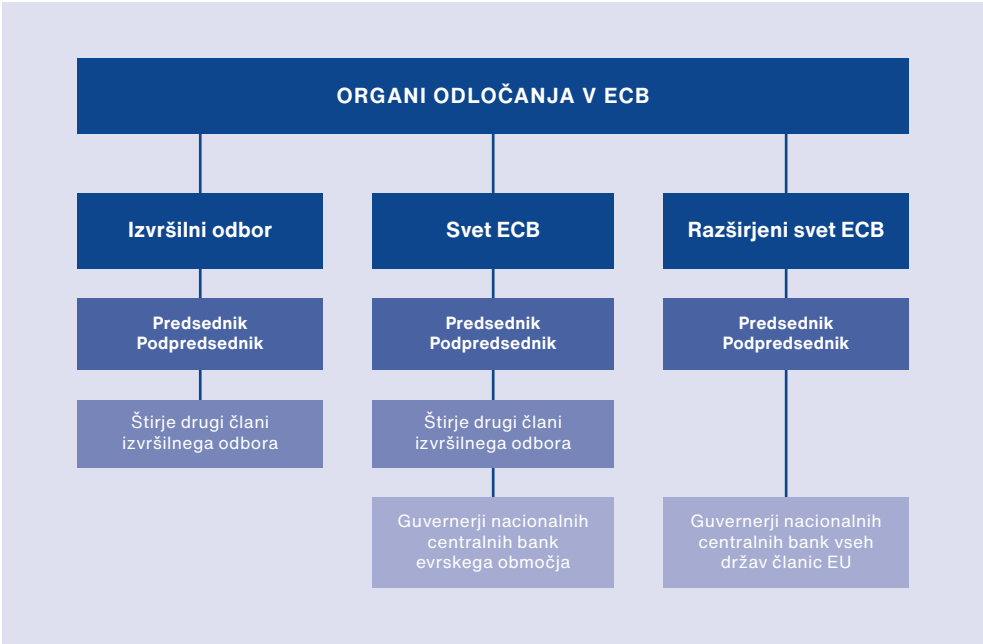 ORGANI ODLOČANJA V ECB
Izvršilni odbor
Predsednik
Podpredsednik
Štirje drugi člani
izvršilnega odbora
Svet ECB
Predsednik
Podpredsednik
Štirje drugi člani
izvršilnega odbora
Guvernerji nacionalnih
centralnih bank
evrskega območja
Razširjeni svet ECB
Predsednik
Podpredsednik
Guvernerji nacionalnih
centralnih bank vseh
držav članic EU